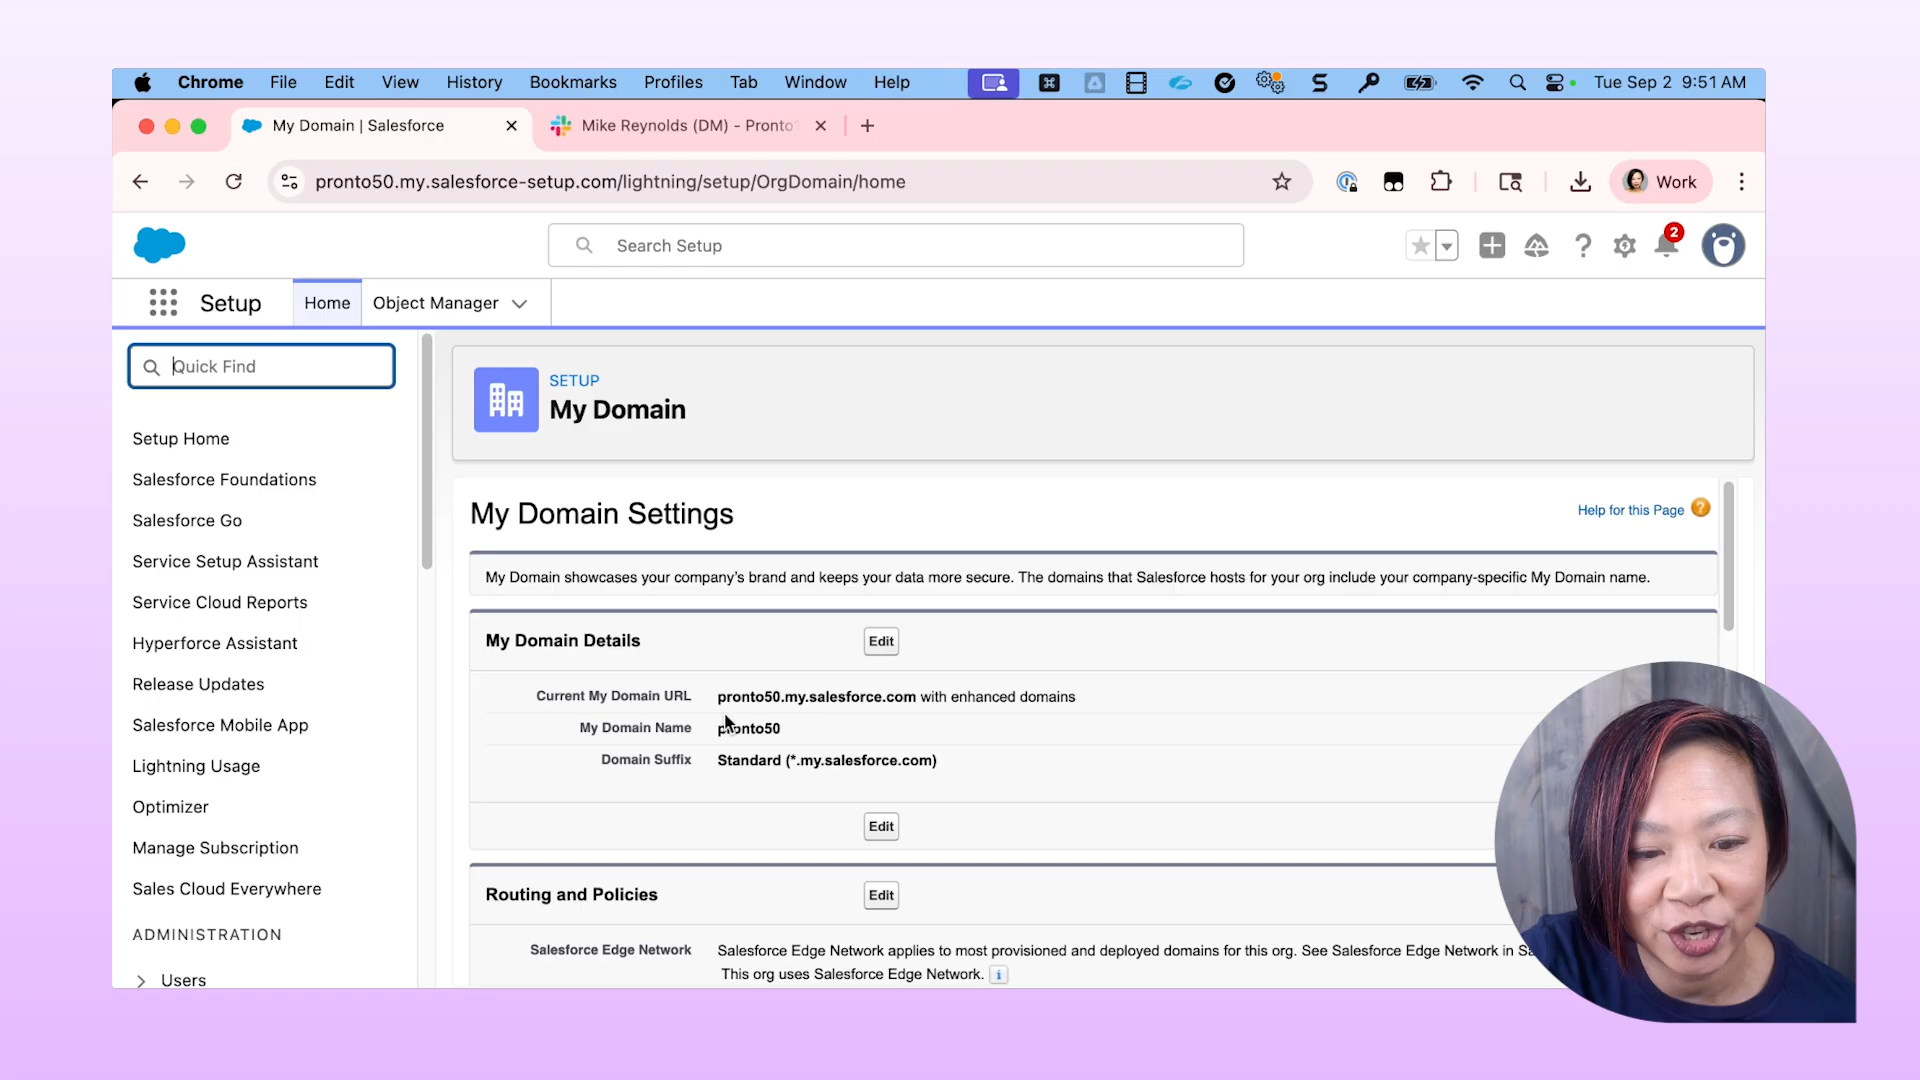 Chrome File Edit View History Bookmarks Profiles Tab Window Help Tue Sep 2 9:51 AM
My Domain | Salesforce Mike Reynolds (DM) - Pronto
pronto50.my.salesforce-setup.com/lightning/setup/OrgDomain/home Work
Search Setup 2
Setup Home Object Manager
Quick Find
Setup Home
Salesforce Foundations
Salesforce Go
Service Setup Assistant
Service Cloud Reports
Hyperforce Assistant
Release Updates
Salesforce Mobile App
Lightning Usage
Optimizer
Manage Subscription
Sales Cloud Everywhere
ADMINISTRATION
Users
SETUP
My Domain
My Domain Settings
Help for this Page ?
My Domain showcases your company's brand and keeps your data more secure. The domains that Salesforce hosts for your org include your company-specific My Domain name.
My Domain Details Edit
Current My Domain URL pronto50.my.salesforce.com with enhanced domains
My Domain Name pronto50
Domain Suffix Standard (*.my.salesforce.com)
Edit
Routing and Policies Edit
Salesforce Edge Network Salesforce Edge Network applies to most provisioned and deployed domains for this org. See Salesforce Edge Network in
This org uses Salesforce Edge Network. i